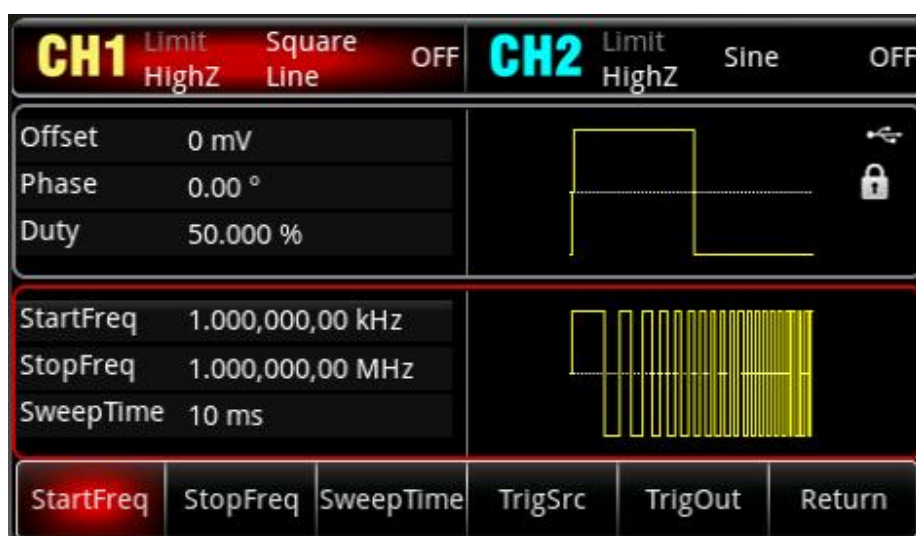 CH1 Limit HighZ Square Line OFF CH2 Limit HighZ Sine OFF
Offset 0 mV
Phase 0.00 °
Duty 50.000 %
StartFreq 1.000,000,00 kHz
StopFreq 1.000,000,00 MHz
SweepTime 10 ms
StartFreq StopFreq SweepTime TrigSrc TrigOut Return